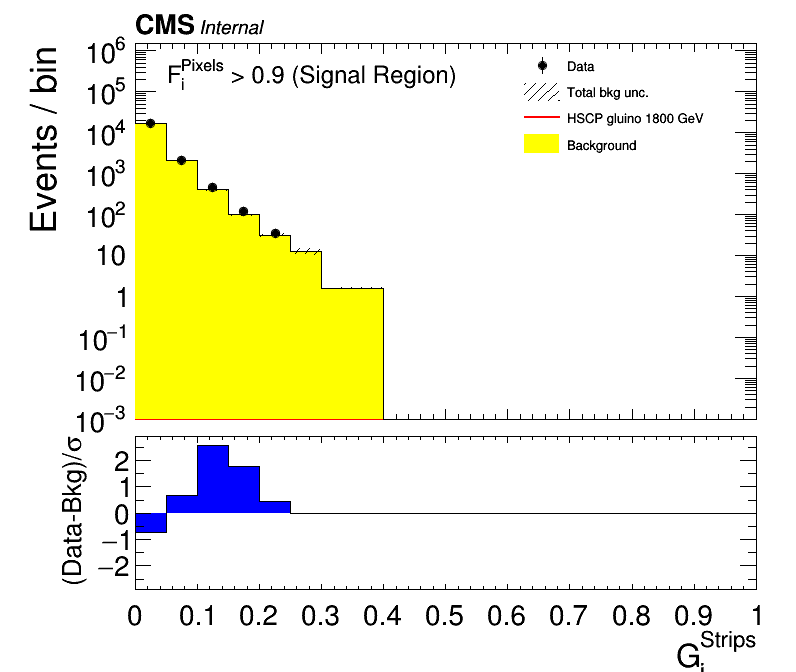 CMS Internal
Events / bin
F_i^Pixels > 0.9 (Signal Region)
Data
Total bkg unc.
HSCP gluino 1800 GeV
Background
10^6
10^5
10^4
10^3
10^2
10
1
10^−1
10^−2
10^−3
(Data-Bkg)/σ
2
1
0
−1
−2
0 0.1 0.2 0.3 0.4 0.5 0.6 0.7 0.8 0.9 1
G_i^Strips